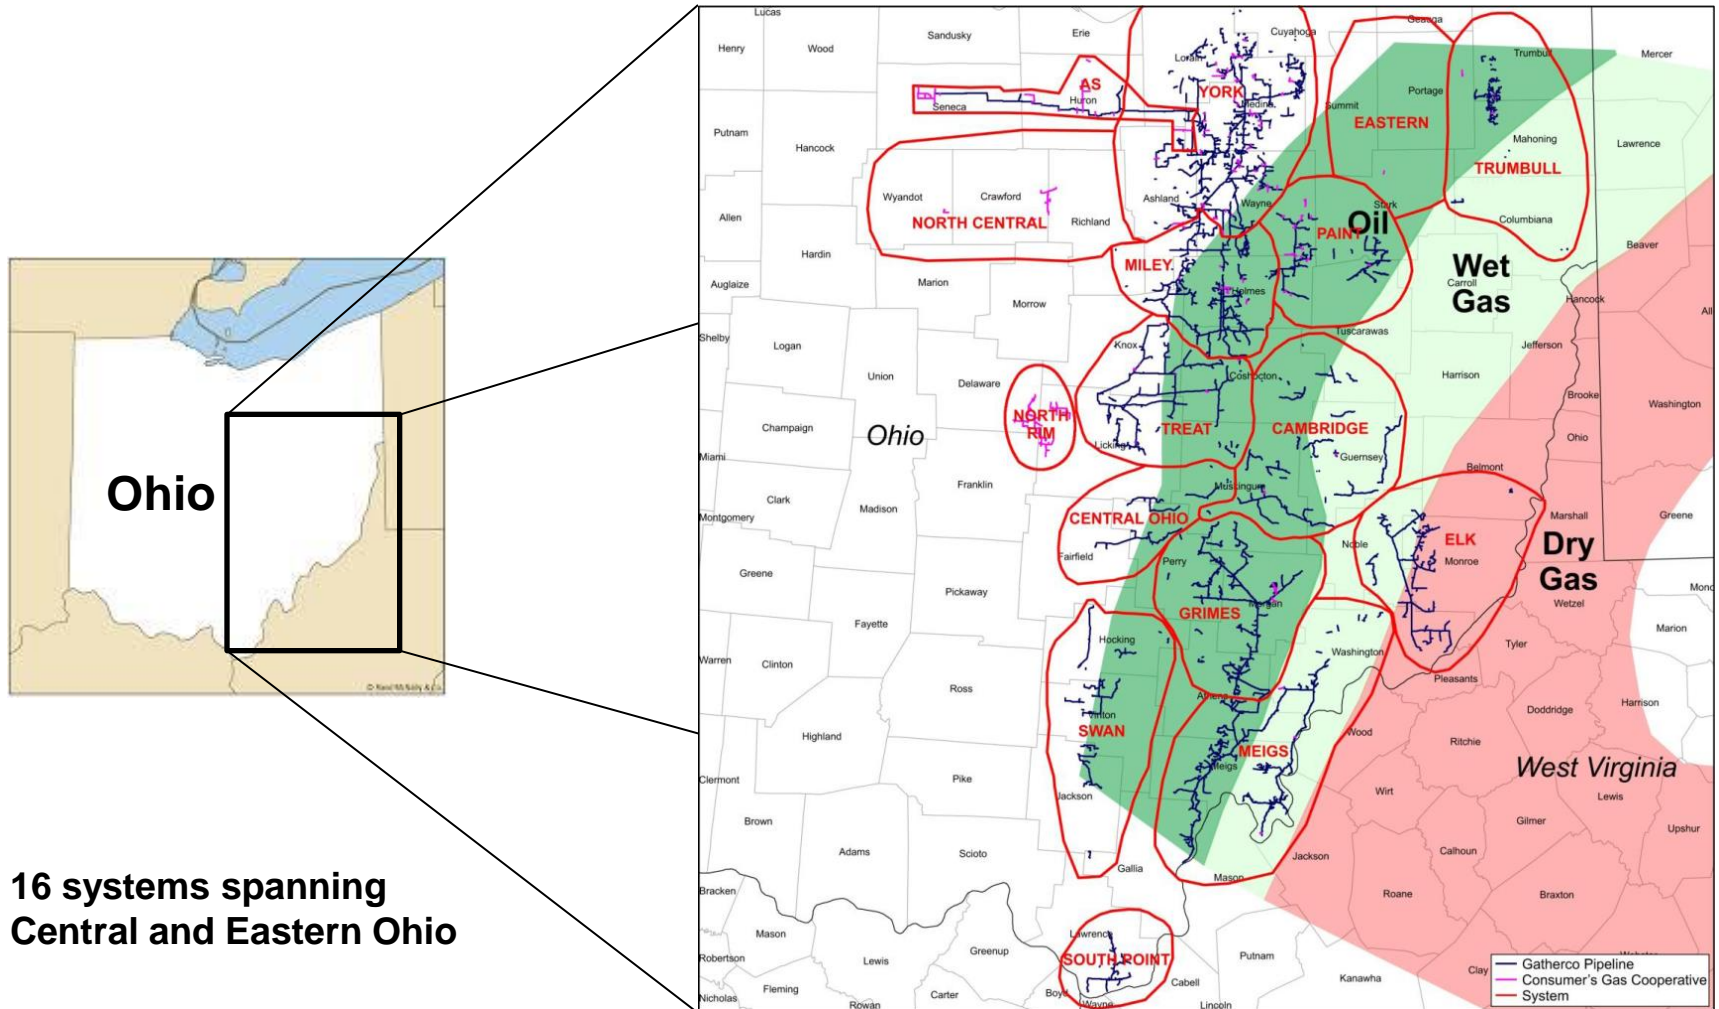 Ohio
© Rand McNally & Co.
16 systems spanning
Central and Eastern Ohio
Lucas
Henry
Wood
Sandusky
Erie
Lorain
Cuyahoga
Geauga
Trumbull
Mercer
Seneca
AS
Huron
YORK
Medina
Summit
Portage
EASTERN
Mahoning
Lawrence
TRUMBULL
Putnam
Hancock
Wyandot
Crawford
Richland
NORTH CENTRAL
Ashland
Wayne
Stark
Oil
PAINT
Columbiana
Allen
Hardin
Beaver
MILEY
Wet
Gas
Carroll
Auglaize
Marion
Morrow
Holmes
Hancock
All
Shelby
Logan
Knox
Tuscarawas
Jefferson
Union
Delaware
Coshocton
Harrison
Brooke
Washington
Champaign
Ohio
NORTH
RIM
TREAT
CAMBRIDGE
Ohio
Miami
Licking
Guernsey
Belmont
Clark
Madison
Franklin
Muskingum
Montgomery
CENTRAL OHIO
Marshall
Greene
Fairfield
Noble
ELK
Dry
Gas
Monroe
Greene
Perry
Wetzel
Mono
Pickaway
GRIMES
Morgan
Fayette
Marion
Hocking
Washington
Tyler
Warren
Clinton
Ross
Athens
Pleasants
Harrison
Vinton
SWAN
Doddridge
Highland
MEIGS
Wood
Ritchie
Meigs
West Virginia
Clermont
Pike
Jackson
Wirt
Lewis
Brown
Gilmer
Upshur
Adams
Scioto
Gallia
Jackson
Calhoun
Bracken
Mason
Roane
Braxton
Mason
Lawrence
Robertson
Lewis
Greenup
SOUTH POINT
Putnam
Webster
Fleming
Carter
Boyd
Cabell
Kanawha
Clay
Nicholas
Rowan
Wayne
Lincoln
Gatherco Pipeline
Consumer's Gas Cooperative
System